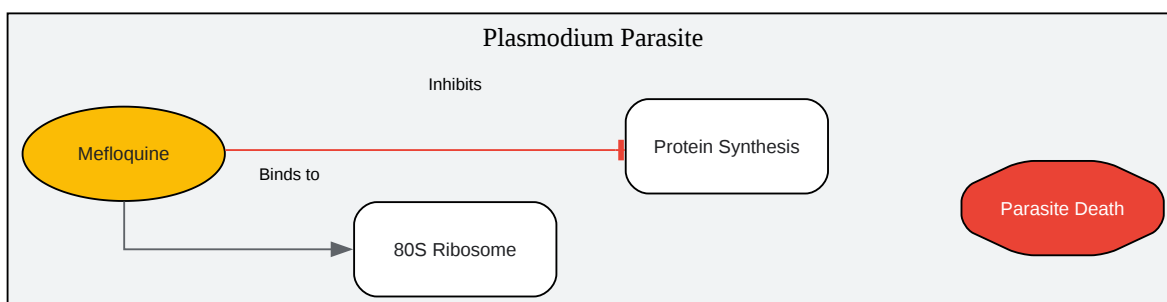 Plasmodium Parasite
Inhibits
Mefloquine
Protein Synthesis
Binds to
Parasite Death
80S Ribosome